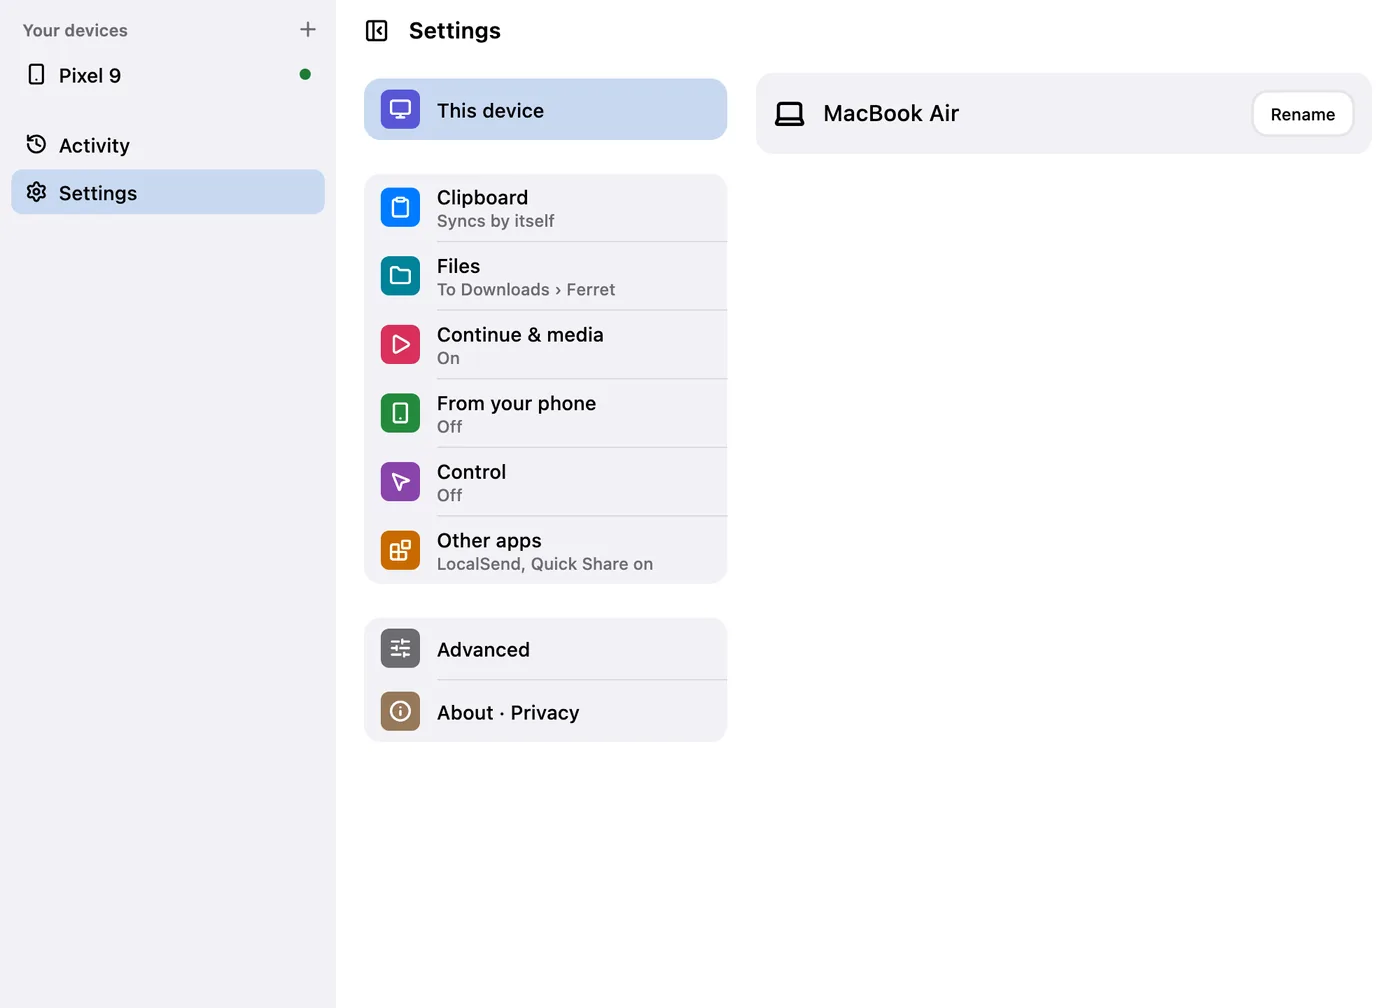 Your devices
Pixel 9
Activity
Settings
Settings
This device
Clipboard
Syncs by itself
Files
To Downloads › Ferret
Continue & media
On
From your phone
Off
Control
Off
Other apps
LocalSend, Quick Share on
Advanced
About · Privacy
MacBook Air
Rename